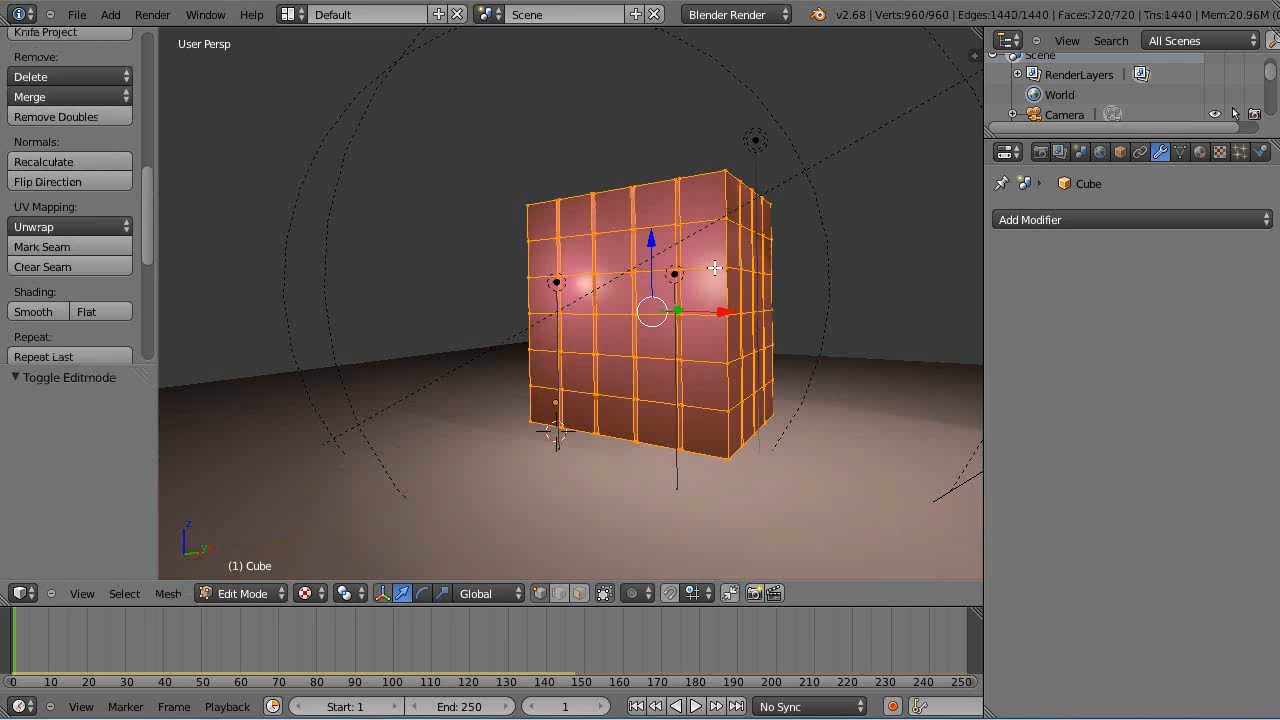 File Add Render Window Help Default Scene Blender Render v2.68 | Verts:960/960 | Edges:1440/1440 | Faces:720/720 | Tris:1440 | Mem:20.96M
Knife Project
Remove:
Delete
Merge
Remove Doubles
Normals:
Recalculate
Flip Direction
UV Mapping:
Unwrap
Mark Seam
Clear Seam
Shading:
Smooth Flat
Repeat:
Repeat Last
Toggle Editmode
User Persp
z
y
(1) Cube
View Search All Scenes
Scene
RenderLayers |
World
Camera |
Cube
Add Modifier
View Select Mesh Edit Mode Global
0 10 20 30 40 50 60 70 80 90 100 110 120 130 140 150 160 170 180 190 200 210 220 230 240 250
View Marker Frame Playback Start: 1 End: 250 1 No Sync